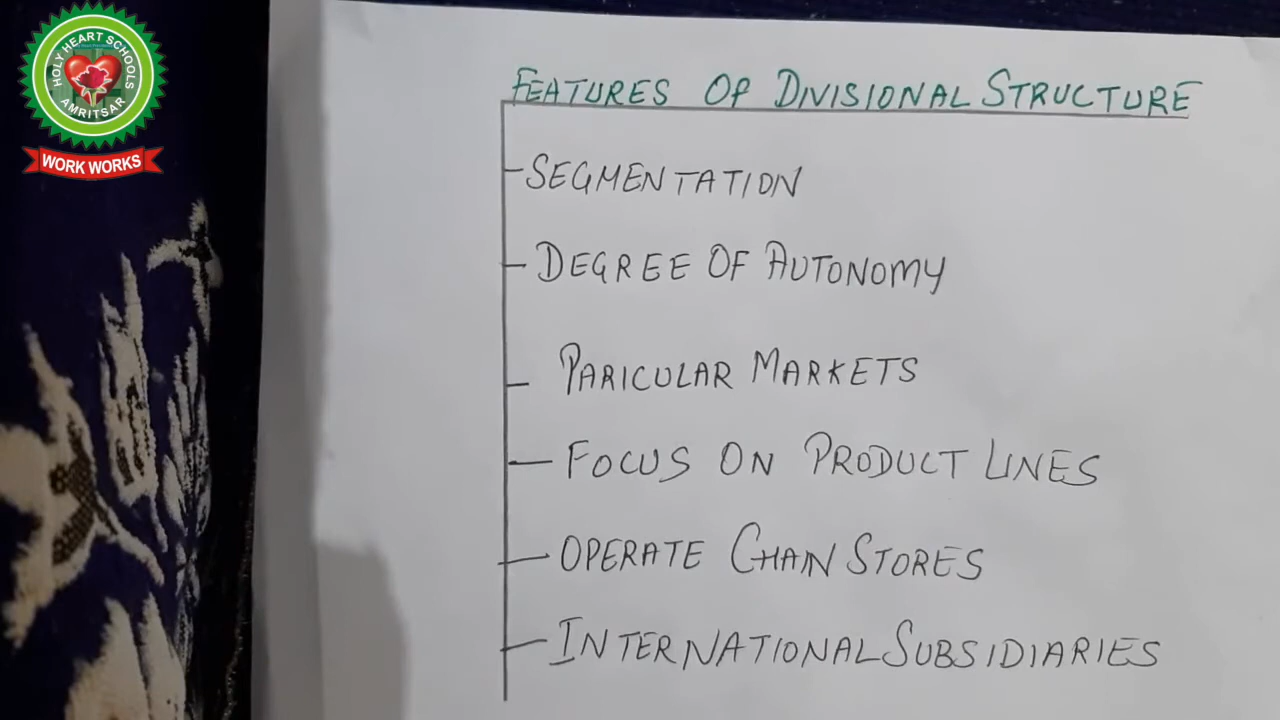 HOLY HEART SCHOOLS
AMRITSAR
WORK WORKS
FEATURES OF DIVISIONAL STRUCTURE
SEGMENTATION
DEGREE OF AUTONOMY
PARICULAR MARKETS
FOCUS ON PRODUCT LINES
OPERATE CHAIN STORES
INTERNATIONAL SUBSIDIARIES